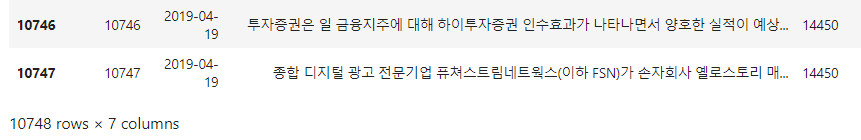 10746 10746 2019-04-19 투자증권은 일 금융지주에 대해 하이투자증권 인수효과가 나타나면서 양호한 실적이 예상... 14450
10747 10747 2019-04-19 종합 디지털 광고 전문기업 퓨쳐스트림네트웍스(이하 FSN)가 손자회사 옐로스토리 매... 14450
10748 rows × 7 columns